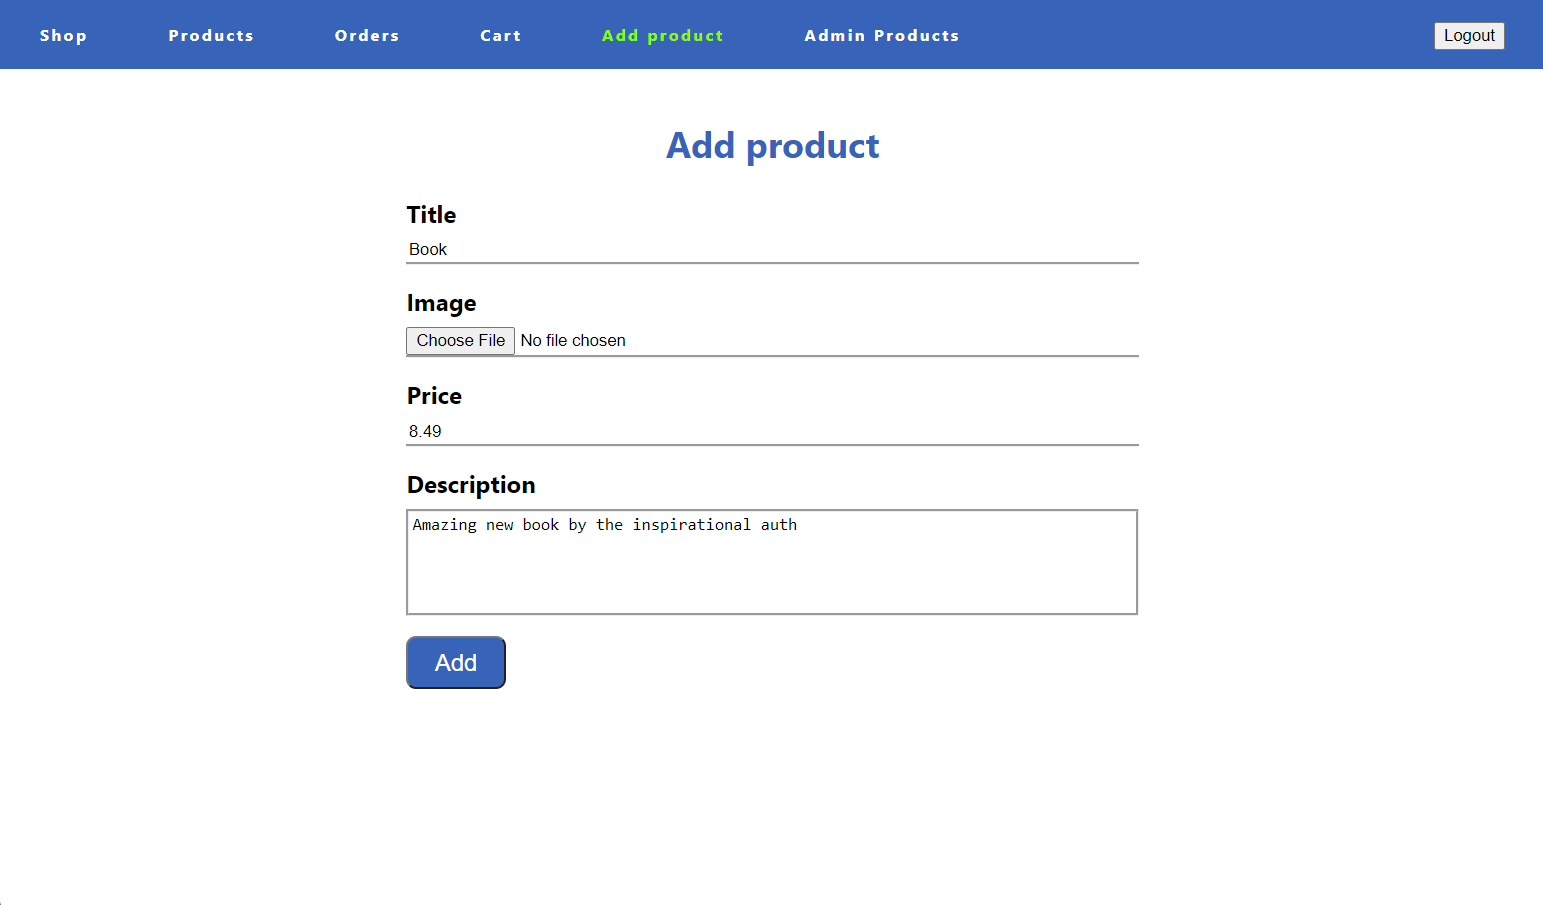 Shop Products Orders Cart Add product Admin Products Logout
Add product
Title
Book
Image
Choose File No file chosen
Price
8.49
Description
Amazing new book by the inspirational auth
Add